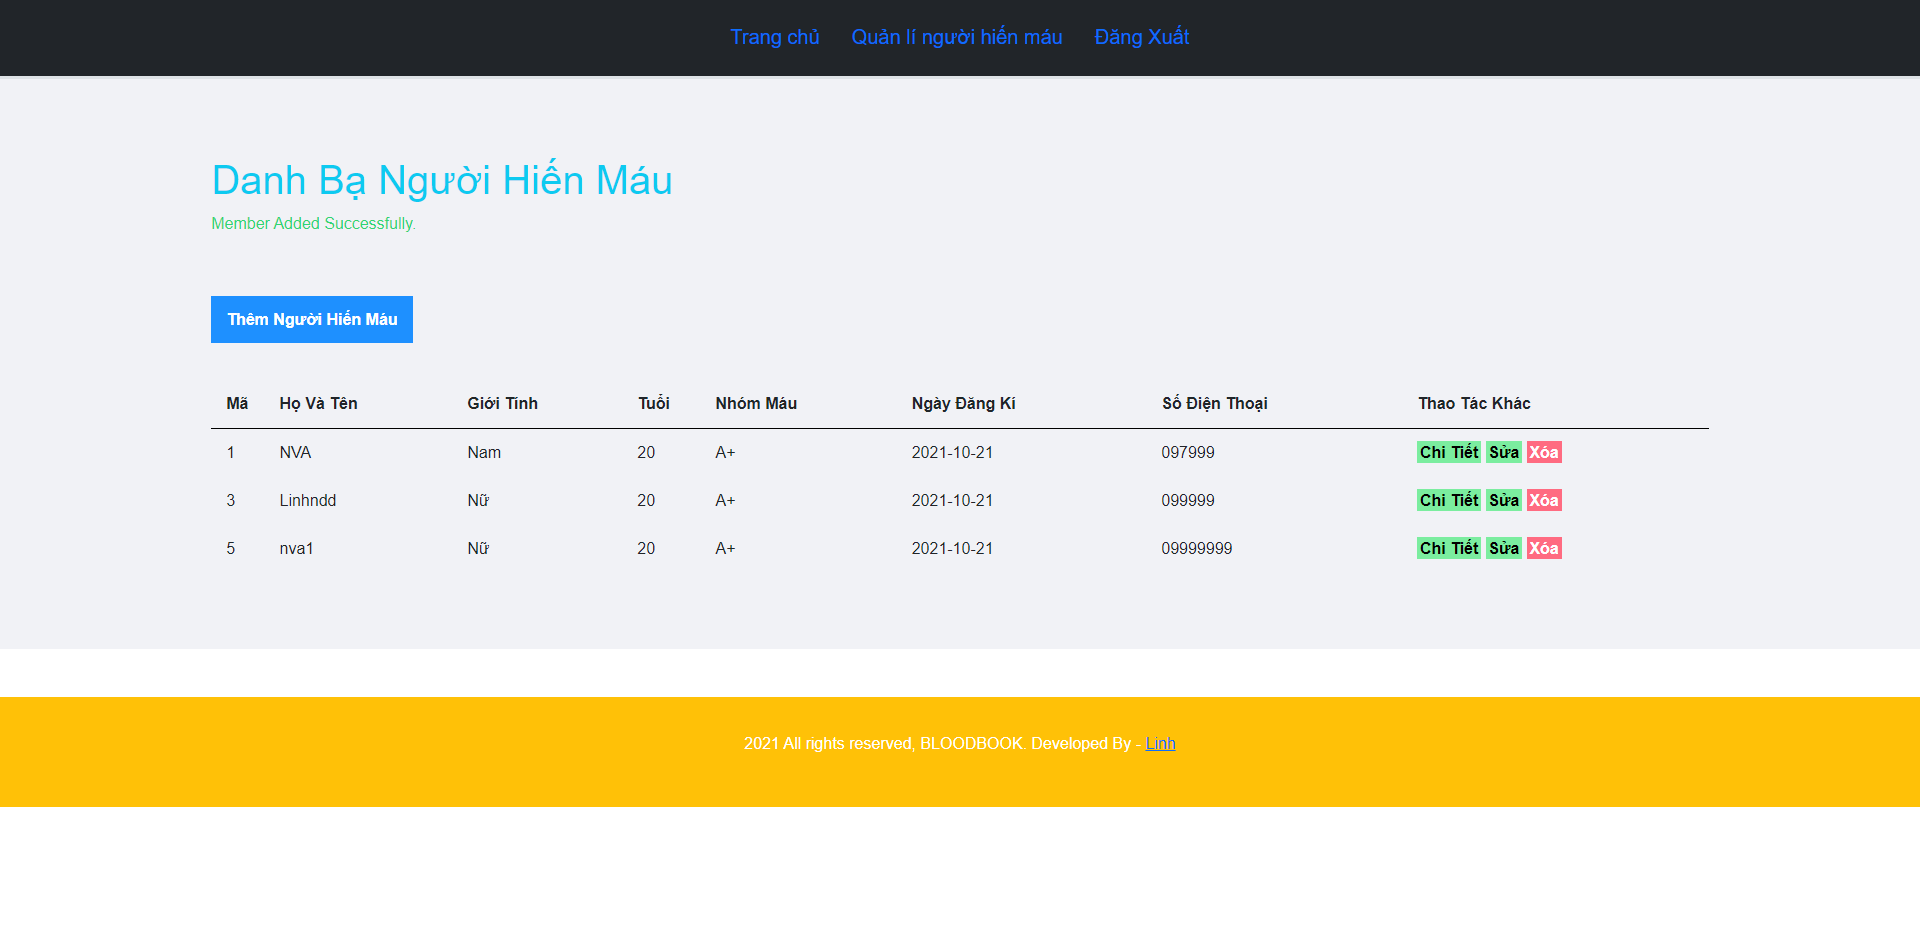 Trang chủ Quản lí người hiến máu Đăng Xuất
Danh Bạ Người Hiến Máu
Member Added Successfully.
Thêm Người Hiến Máu
Mã Họ Và Tên Giới Tính Tuổi Nhóm Máu Ngày Đăng Kí Số Điện Thoại Thao Tác Khác
1 NVA Nam 20 A+ 2021-10-21 097999 Chi Tiết Sửa Xóa
3 Linhndd Nữ 20 A+ 2021-10-21 099999 Chi Tiết Sửa Xóa
5 nva1 Nữ 20 A+ 2021-10-21 09999999 Chi Tiết Sửa Xóa
2021 All rights reserved, BLOODBOOK. Developed By - Linh